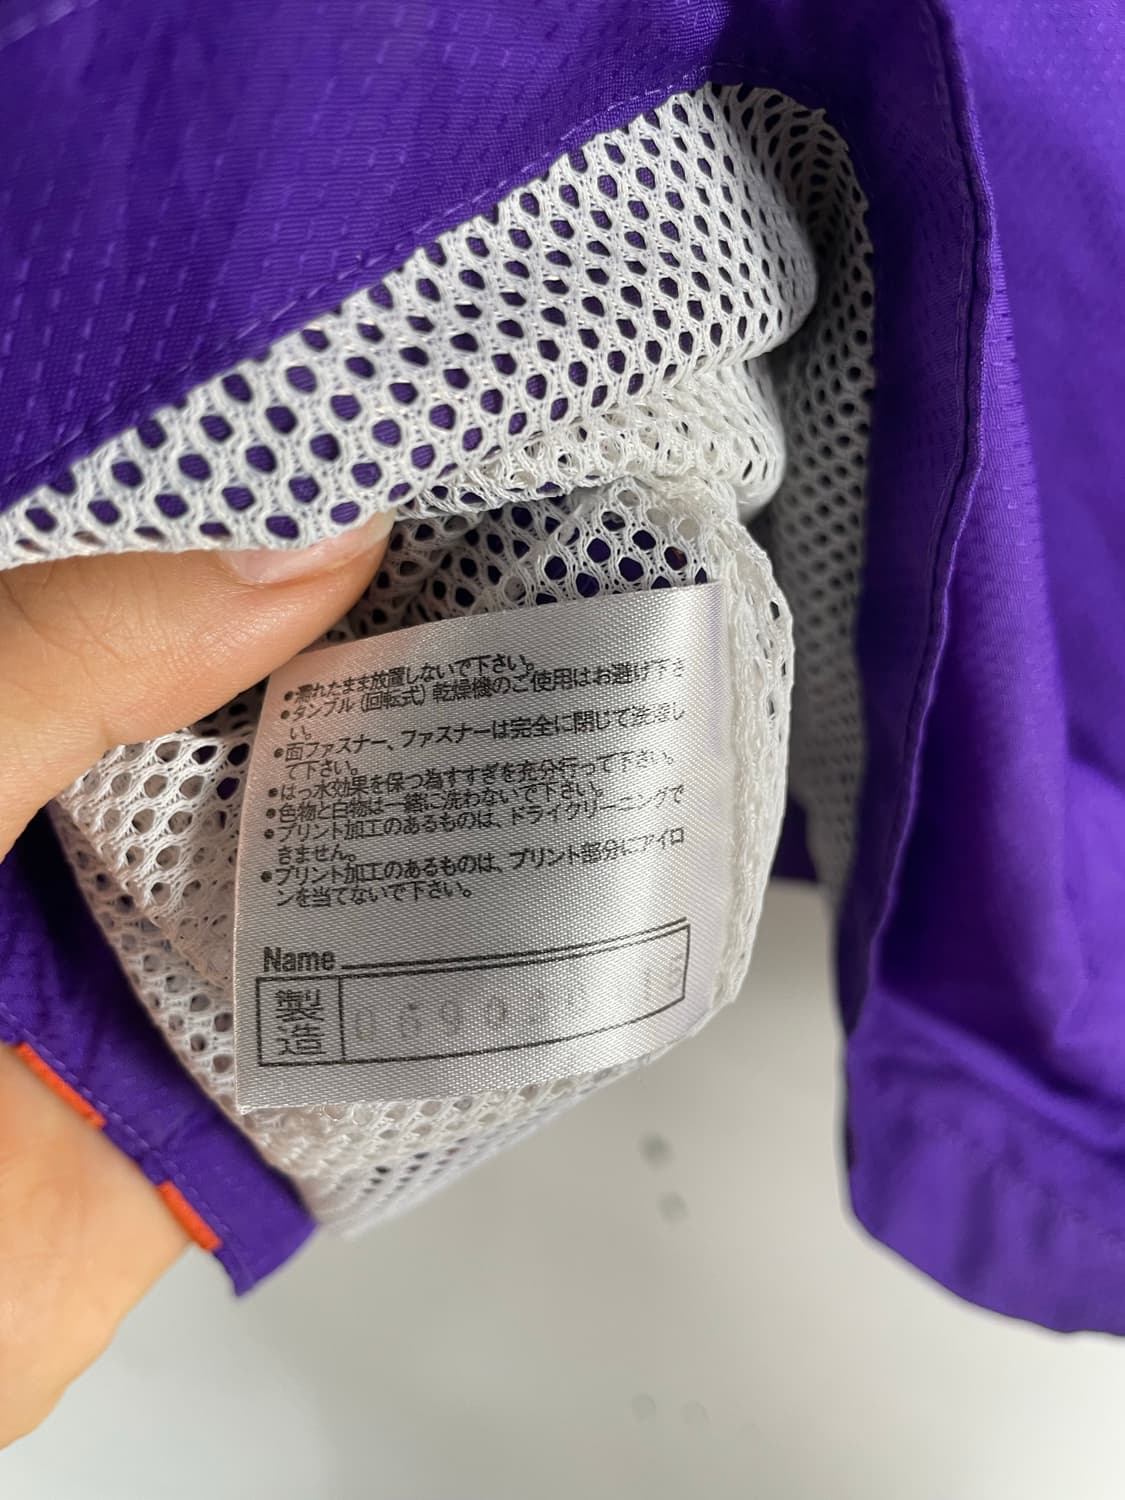 ●濡れたまま放置しないで下さい。
●タンブル(回転式)乾燥機のご使用はお避け下さ
い。
●面ファスナー、ファスナーは完全に閉じて洗濯し
て下さい。
●はっ水効果を保つ為すすぎを充分行って下さい。
●色物と白物は一緒に洗わないで下さい。
●プリント加工のあるものは、ドライクリーニングで
きません。
●プリント加工のあるものは、プリント部分にアイロ
ンを当てないで下さい。
Name
製造